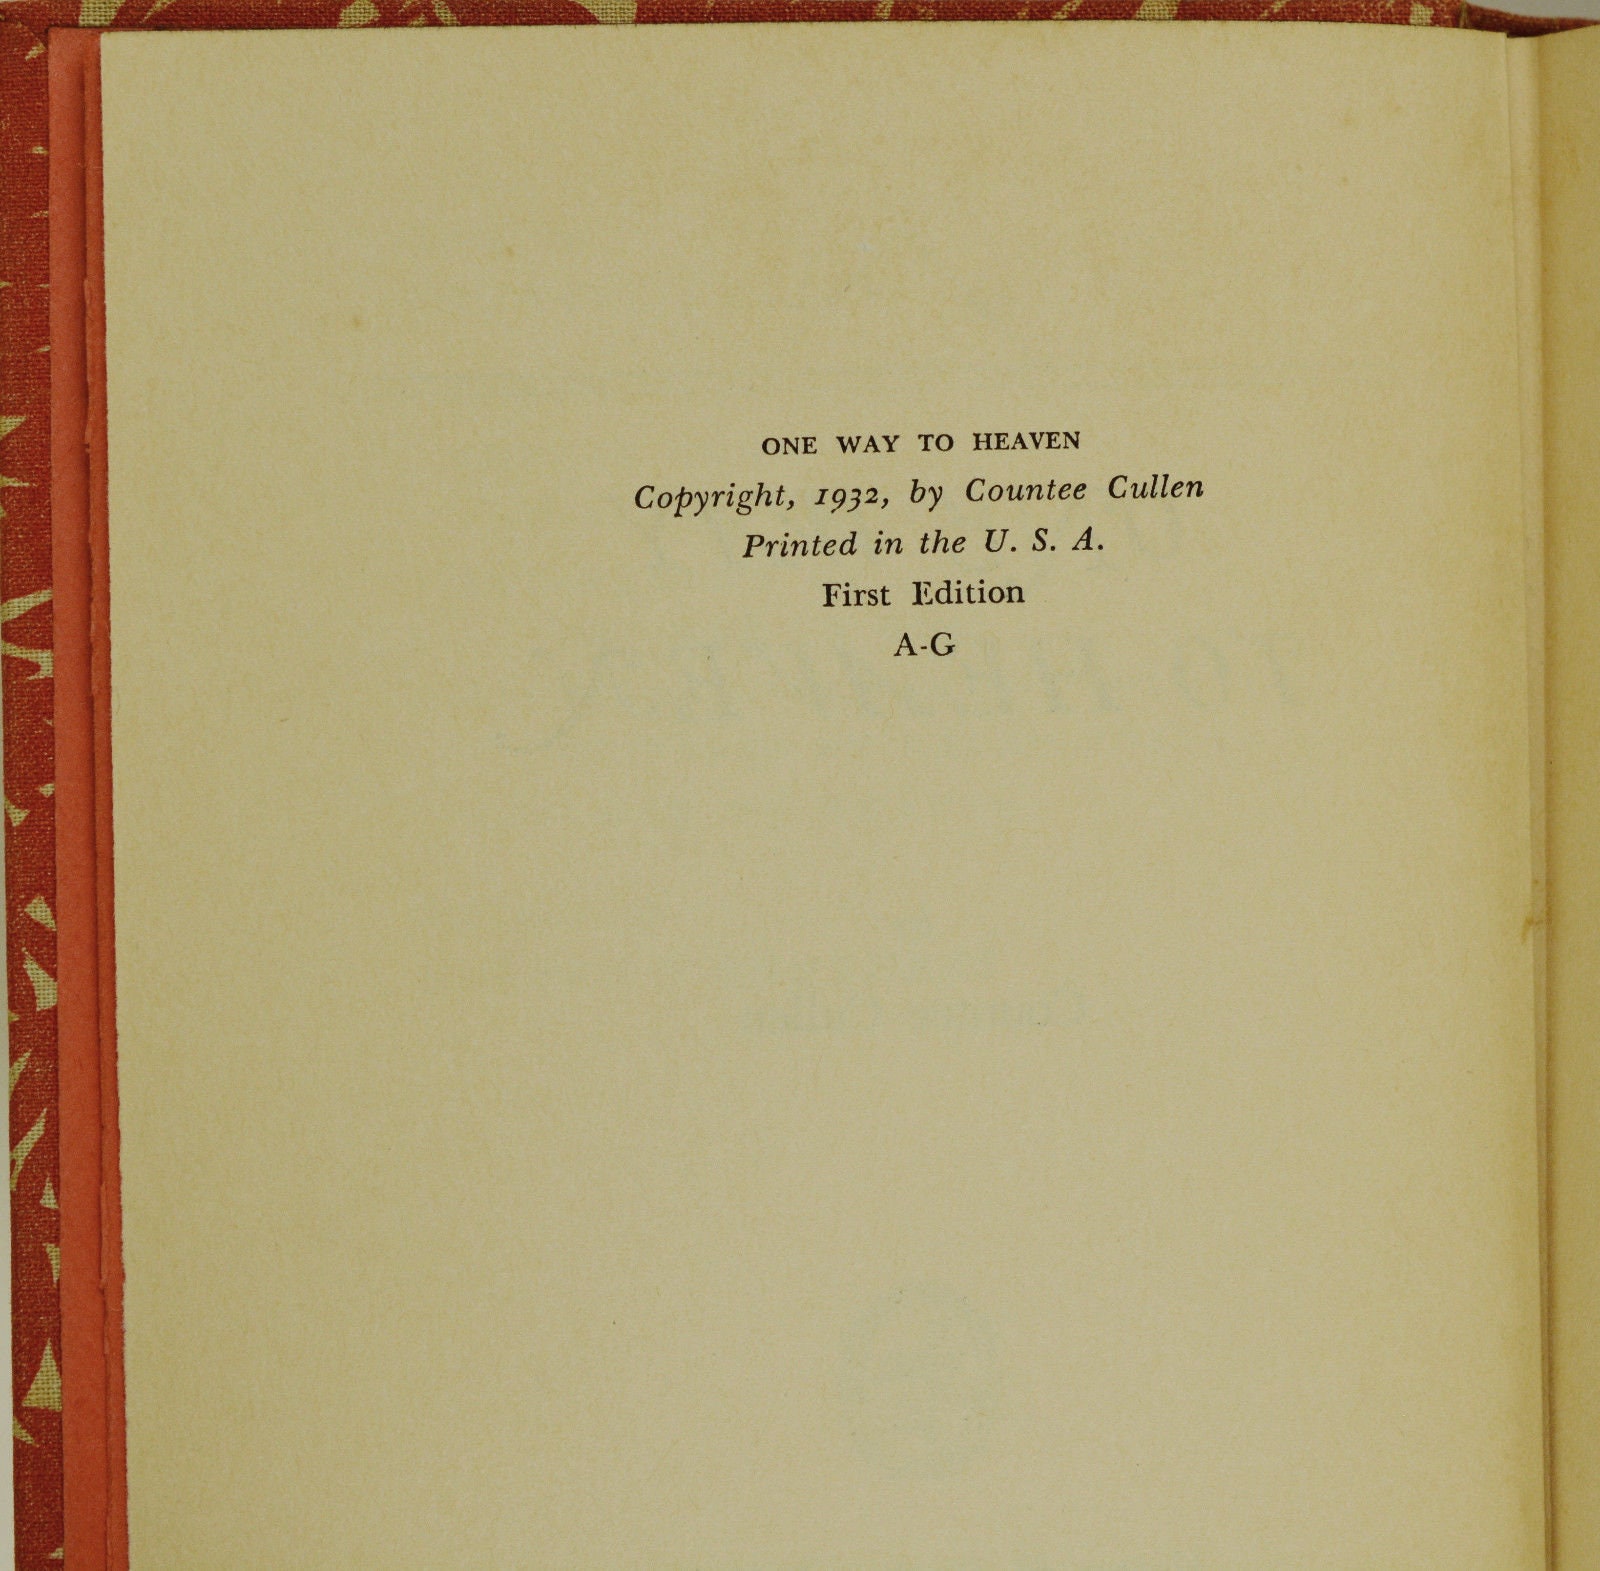 ONE WAY TO HEAVEN
Copyright, 1932, by Countee Cullen
Printed in the U. S. A.
First Edition
A-G